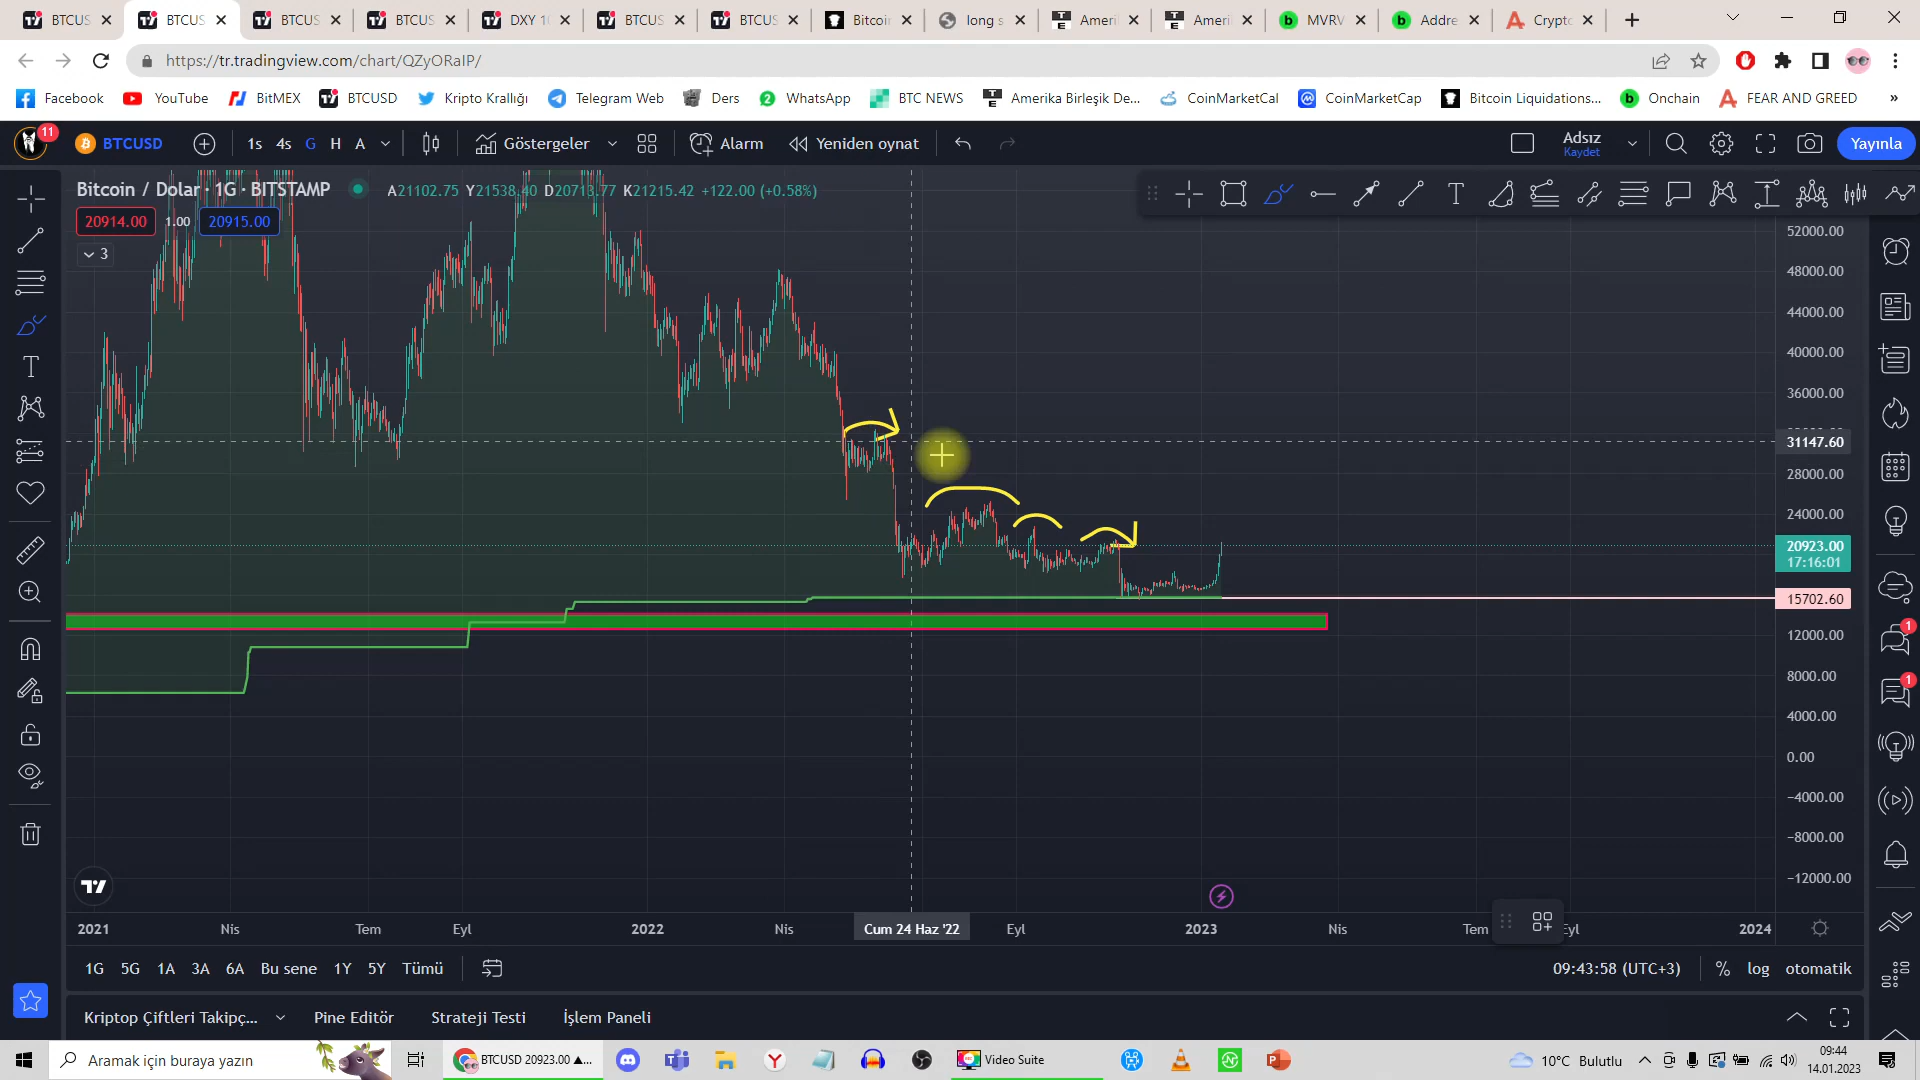 BTCUS
BTCUS
BTCUS
BTCUS
DXY 10
BTCUS
BTCUS
Bitcoi
long s
Ameri
Ameri
MVRV
Addre
Crypto
https://tr.tradingview.com/chart/QZyORaIP/
Facebook
YouTube
BitMEX
BTCUSD
Kripto Krallığı
Telegram Web
Ders
WhatsApp
BTC NEWS
Amerika Birleşik De...
CoinMarketCal
CoinMarketCap
Bitcoin Liquidations...
Onchain
FEAR AND GREED
»
11
BTCUSD
1s 4s G H A
Göstergeler
Alarm
Yeniden oynat
Adsız
Kaydet
Yayınla
Bitcoin / Dolar · 1G · BITSTAMP
A21102.75 Y21538.40 D20713.77 K21215.42 +122.00 (+0.58%)
20914.00 1.00 20915.00
3
52000.00
48000.00
44000.00
40000.00
36000.00
31147.60
28000.00
24000.00
20923.00
17:16:01
15702.60
12000.00
8000.00
4000.00
0.00
−4000.00
−8000.00
−12000.00
1
1
2021 Nis Tem Eyl 2022 Nis Cum 24 Haz '22 Eyl 2023 Nis Tem Eyl 2024
1G 5G 1A 3A 6A Bu sene 1Y 5Y Tümü
09:43:58 (UTC+3) % log otomatik
Kriptop Çiftleri Takipç... Pine Editör Strateji Testi İşlem Paneli
Aramak için buraya yazın
BTCUSD 20923.00 ▲...
Video Suite
10°C Bulutlu
09:44
14.01.2023